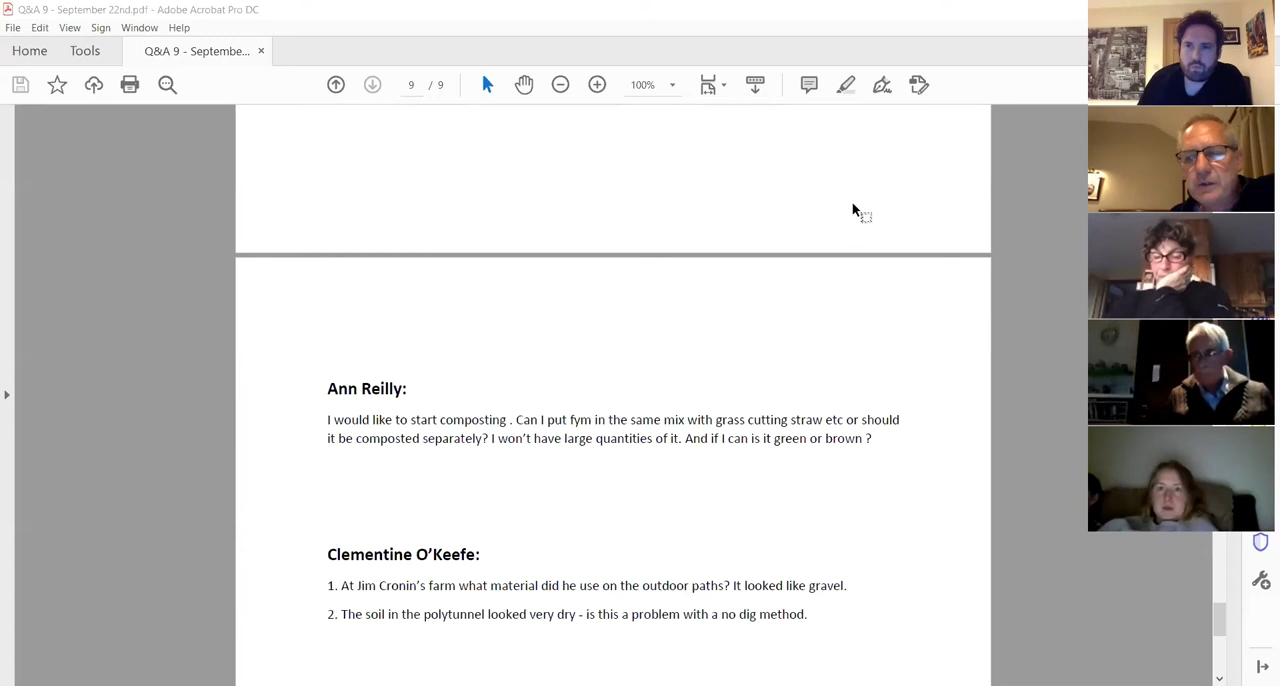 Q&A 9 - September 22nd.pdf - Adobe Acrobat Pro DC
File Edit View Sign Window Help
Home Tools Q&A 9 - Septembe... ×
9 / 9 100%
Ann Reilly:
I would like to start composting . Can I put fym in the same mix with grass cutting straw etc or should
it be composted separately? I won't have large quantities of it. And if I can is it green or brown ?
Clementine O'Keefe:
1. At Jim Cronin's farm what material did he use on the outdoor paths? It looked like gravel.
2. The soil in the polytunnel looked very dry - is this a problem with a no dig method.